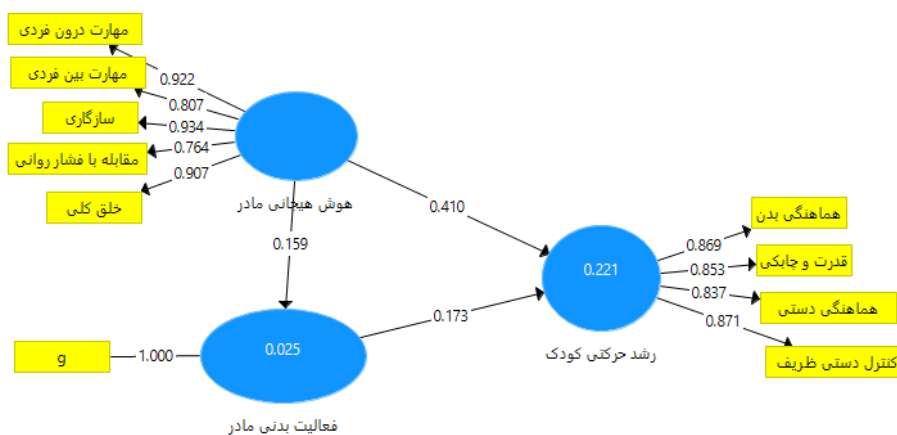 مهارت درون فردی
0.922
مهارت بین فردی
0.807
سازگاری
0.934
مقابله با فشار روانی
0.764
خلق کلی
0.907
هوش هیجانی مادر
0.410
0.159
هماهنگی بدن
0.869
قدرت و چابکی
0.853
0.221
هماهنگی دستی
0.837
کنترل دستی ظریف
0.871
رشد حرکتی کودک
0.173
g
1.000
0.025
فعالیت بدنی مادر